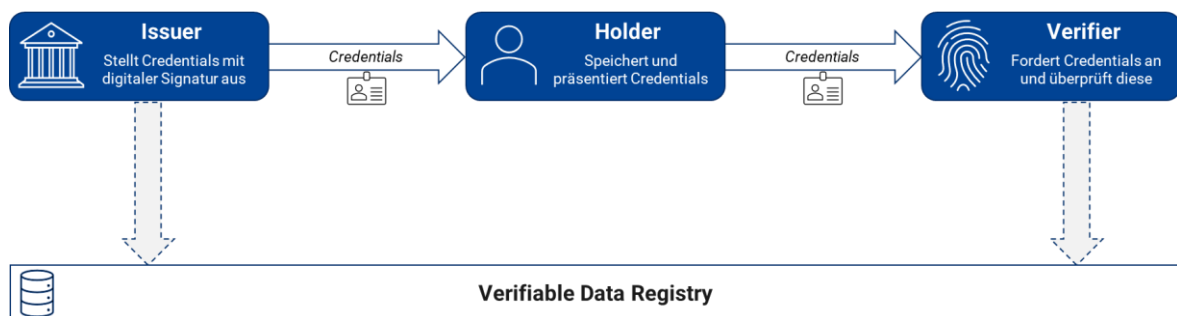 Issuer
Stellt Credentials mit
digitaler Signatur aus
Credentials
Holder
Speichert und
präsentiert Credentials
Credentials
Verifier
Fordert Credentials an
und überprüft diese
Verifiable Data Registry